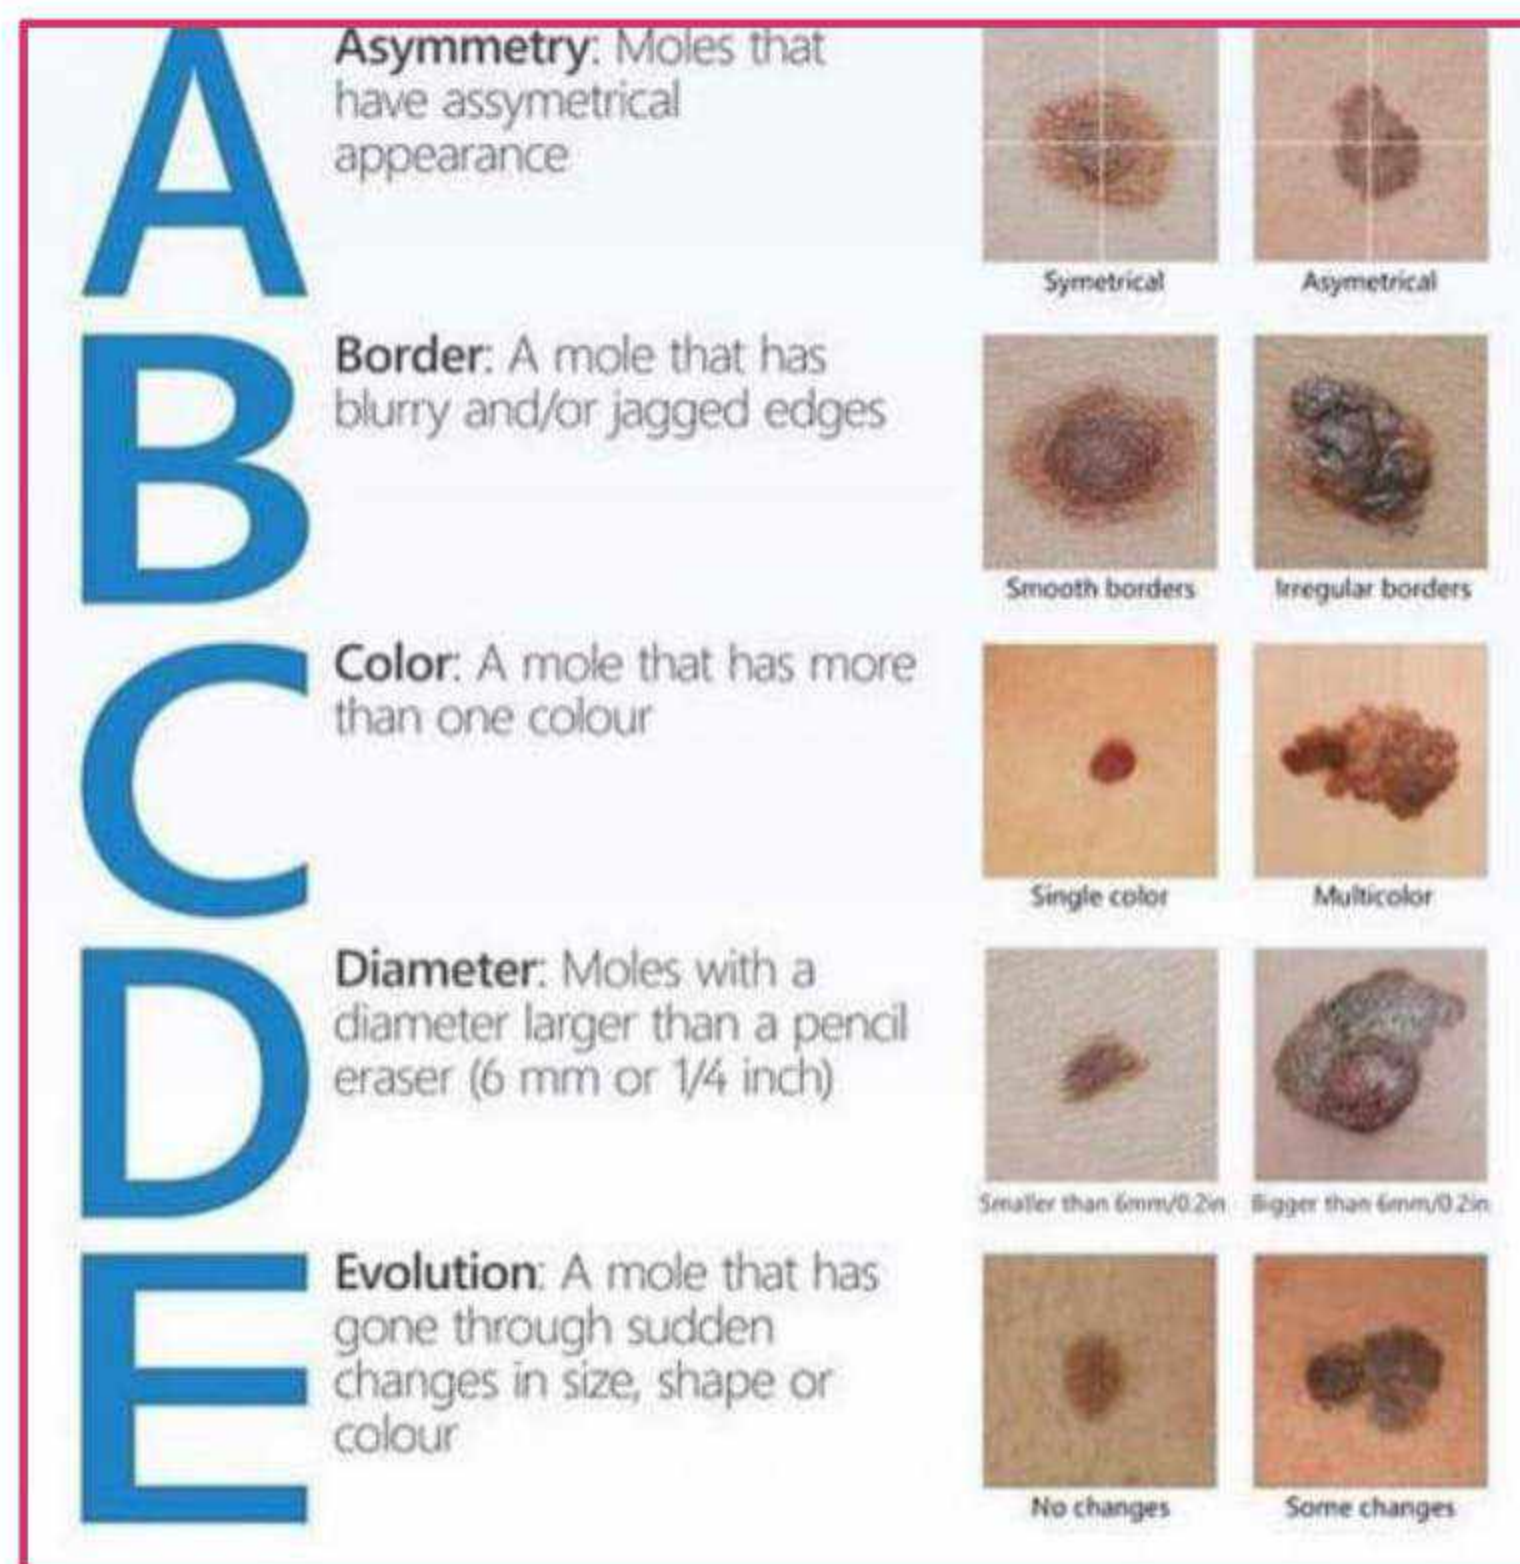 A
Asymmetry: Moles that
have assymetrical
appearance
Symetrical
Asymetrical
B
Border: A mole that has
blurry and/or jagged edges
Smooth borders
Irregular borders
C
Color: A mole that has more
than one colour
Single color
Multicolor
D
Diameter: Moles with a
diameter larger than a pencil
eraser (6 mm or 1/4 inch)
Smaller than 6mm/0.2in
Bigger than 6mm/0.2in
E
Evolution: A mole that has
gone through sudden
changes in size, shape or
colour
No changes
Some changes